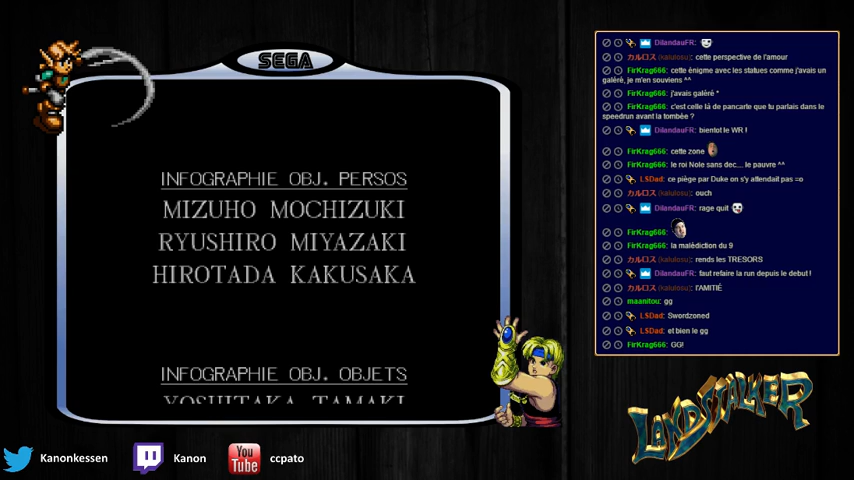 SEGA
INFOGRAPHIE OBJ. PERSOS
MIZUHO MOCHIZUKI
RYUSHIRO MIYAZAKI
HIROTADA KAKUSAKA
INFOGRAPHIE OBJ. OBJETS
YOSHITAKA TAMAKI
DilandauFR:
カルロス (kalulosu): cette perspective de l'amour
FirKrag666: cette énigme avec les statues comme j'avais un
galéré, je m'en souviens ^^
FirKrag666: j'avais galéré *
FirKrag666: c'est celle là de pancarte que tu parlais dans le
speedrun avant la tombée ?
DilandauFR: bientot le WR !
FirKrag666: cette zone
FirKrag666: le roi Nole sans dec.... le pauvre ^^
LSDad: ce piège par Duke on s'y attendait pas =o
カルロス (kalulosu): ouch
DilandauFR: rage quit
FirKrag666:
FirKrag666: la malédiction du 9
カルロス (kalulosu): rends les TRESORS
DilandauFR: faut refaire la run depuis le debut !
カルロス (kalulosu): l'AMITIÉ
maanitou: gg
LSDad: Swordzoned
LSDad: et bien le gg
FirKrag666: GG!
LANDSTALKER
Kanonkessen
Kanon
You Tube
ccpato